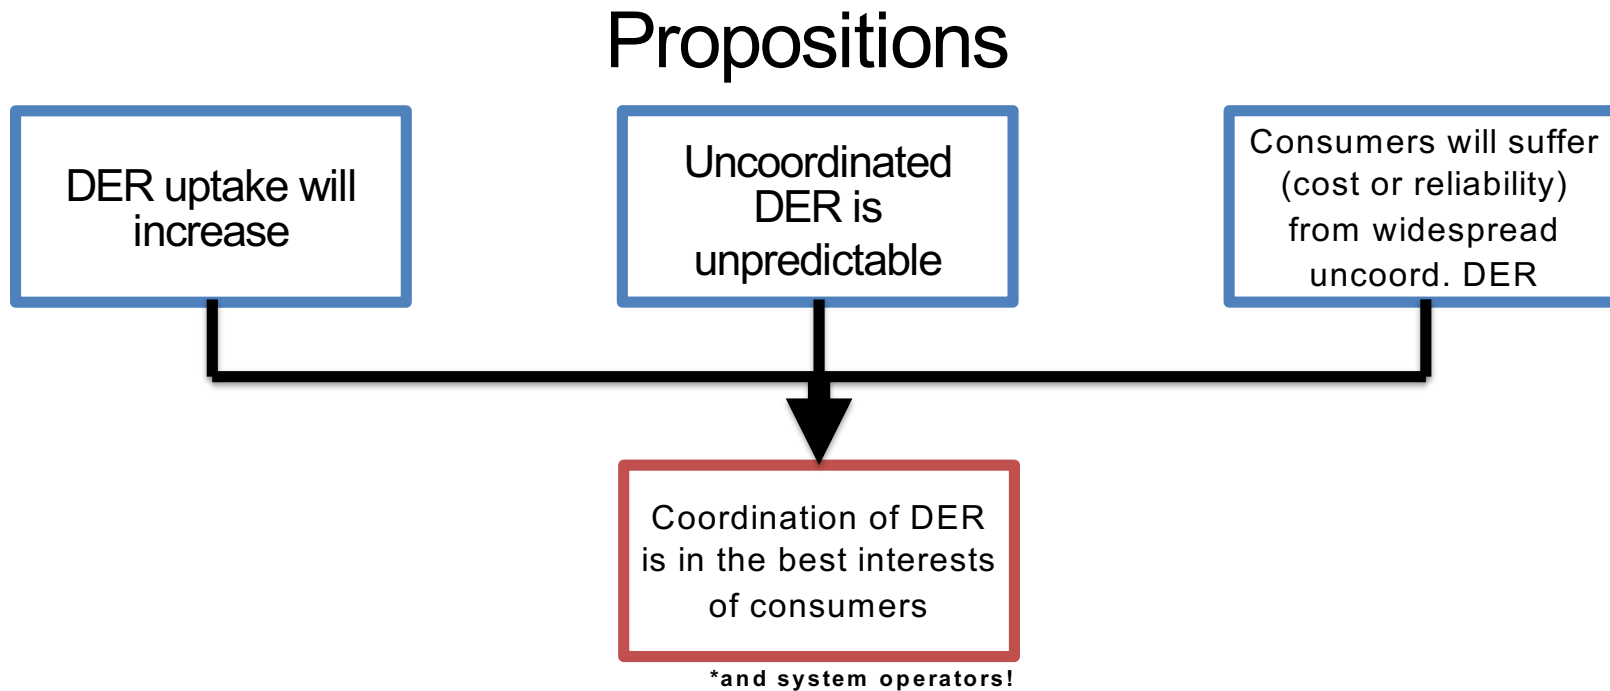 Propositions
DER uptake will
increase
Uncoordinated
DER is
unpredictable
Consumers will suffer
(cost or reliability)
from widespread
uncoord. DER
Coordination of DER
is in the best interests
of consumers
*and system operators!